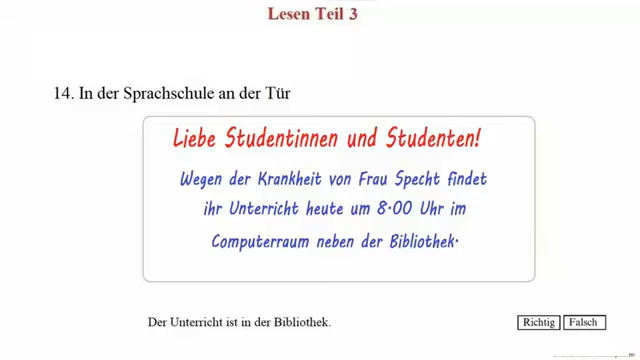 Lesen Teil 3
14. In der Sprachschule an der Tür
Liebe Studentinnen und Studenten!
Wegen der Krankheit von Frau Specht findet
ihr Unterricht heute um 8.00 Uhr im
Computerraum neben der Bibliothek.
Der Unterricht ist in der Bibliothek.
Richtig Falsch